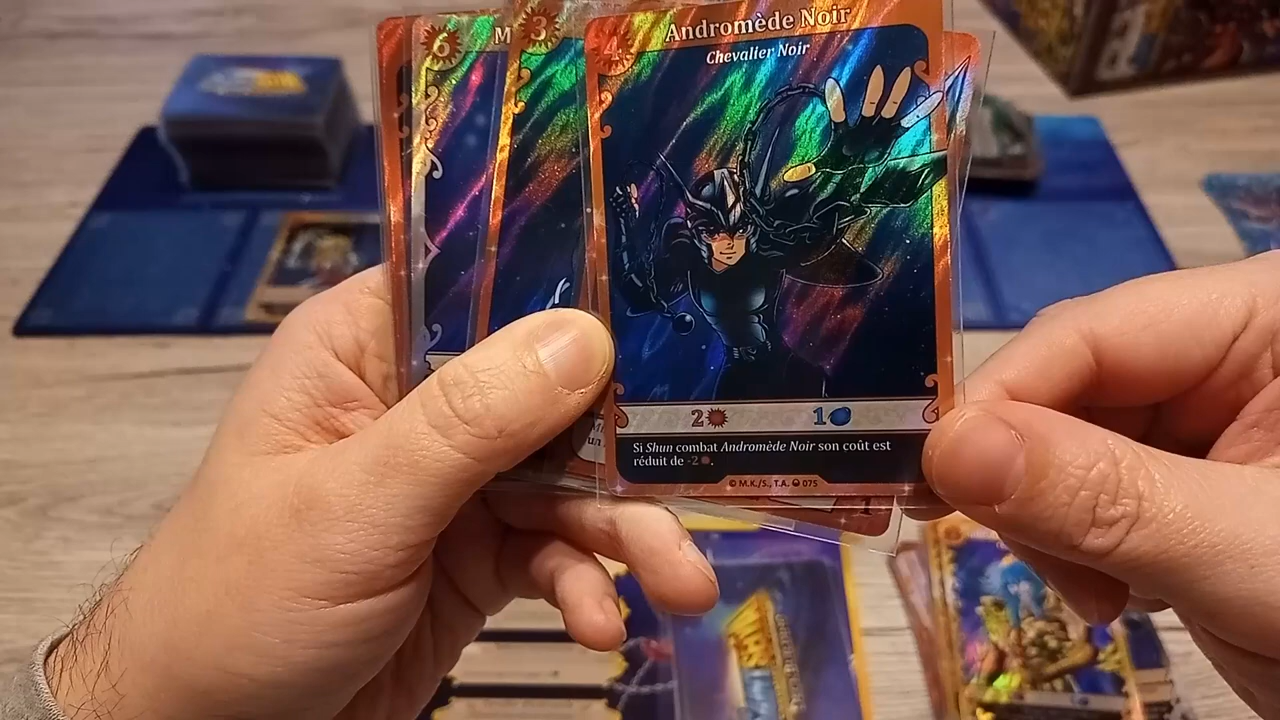 6
M
3
4
Andromède Noir
Chevalier Noir
2
1
Si Shun combat Andromède Noir son coût est
réduit de -2 .
© M.K./S., T.A. 075
1